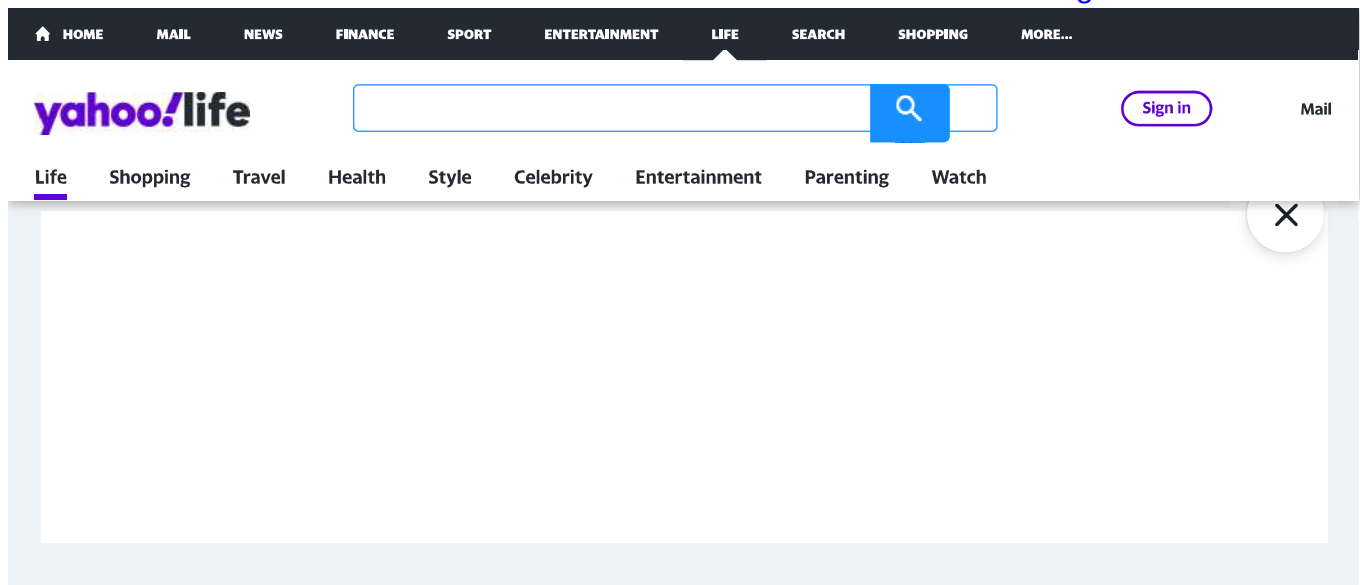 HOME MAIL NEWS FINANCE SPORT ENTERTAINMENT LIFE SEARCH SHOPPING MORE...
yahoo!life Sign in Mail
Life Shopping Travel Health Style Celebrity Entertainment Parenting Watch